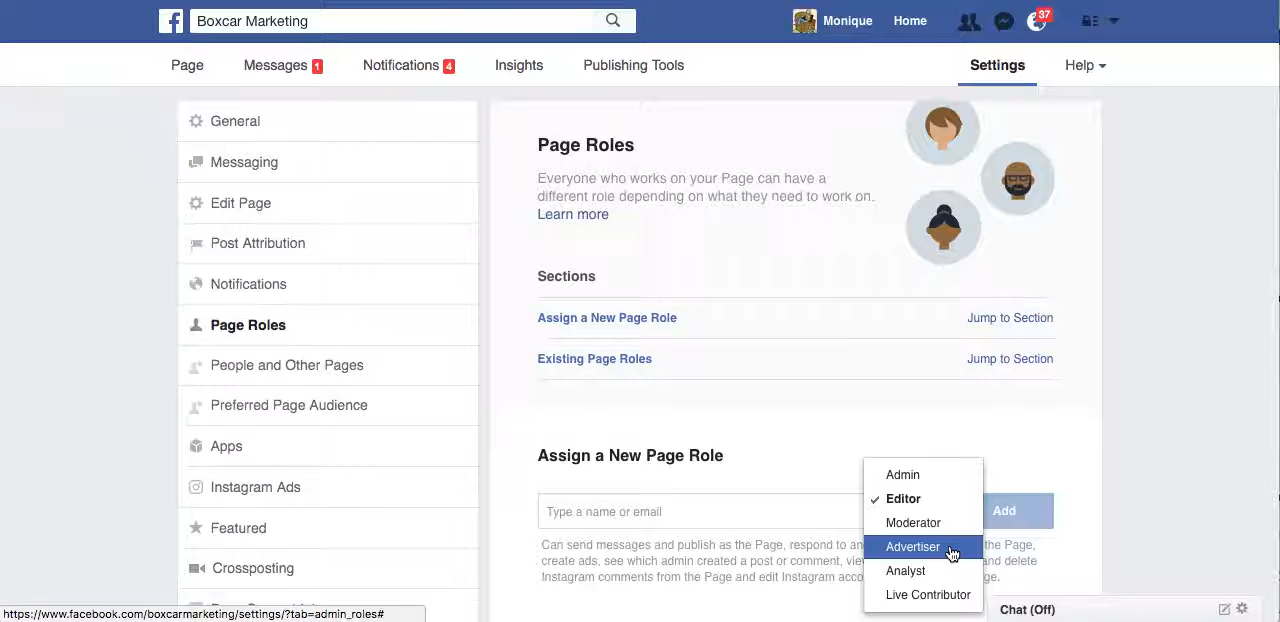 f Boxcar Marketing Monique Home 37
Page Messages 1 Notifications 4 Insights Publishing Tools Settings Help
General
Messaging
Edit Page
Post Attribution
Notifications
Page Roles
People and Other Pages
Preferred Page Audience
Apps
Instagram Ads
Featured
Crossposting
Page Roles
Everyone who works on your Page can have a
different role depending on what they need to work on.
Learn more
Sections
Assign a New Page Role Jump to Section
Existing Page Roles Jump to Section
Assign a New Page Role
Type a name or email
Add
Admin
Editor
Moderator
Advertiser
Analyst
Live Contributor
Can send messages and publish as the Page, respond to the Page,
create ads, see which admin created a post or comment, and delete
Instagram comments from the Page and edit Instagram
https://www.facebook.com/boxcarmarketing/settings/?tab=admin_roles#
Chat (Off)